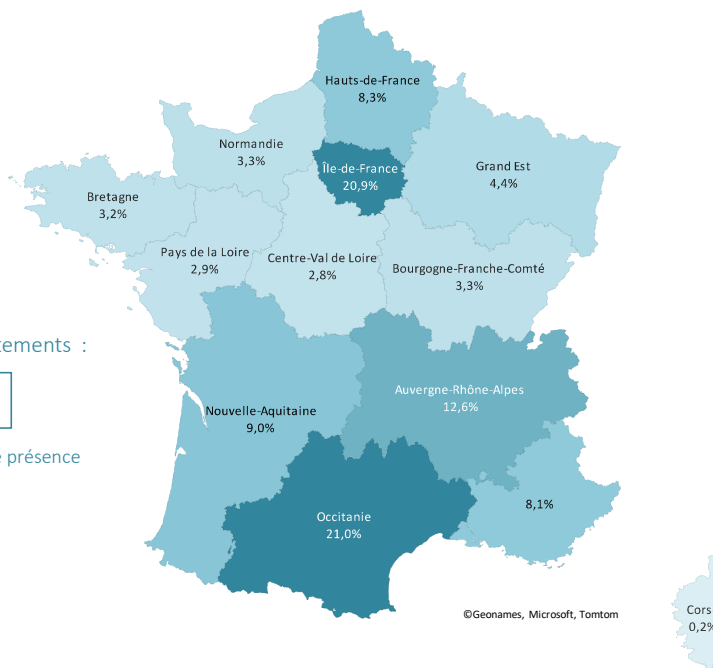 Hauts-de-France
8,3%
Normandie
3,3%
Île-de-France
20,9%
Grand Est
4,4%
Bretagne
3,2%
Pays de la Loire
2,9%
Centre-Val de Loire
2,8%
Bourgogne-Franche-Comté
3,3%
:
Auvergne-Rhône-Alpes
12,6%
Nouvelle-Aquitaine
9,0%
présence
8,1%
Occitanie
21,0%
©Geonames, Microsoft, Tomtom
0,2%